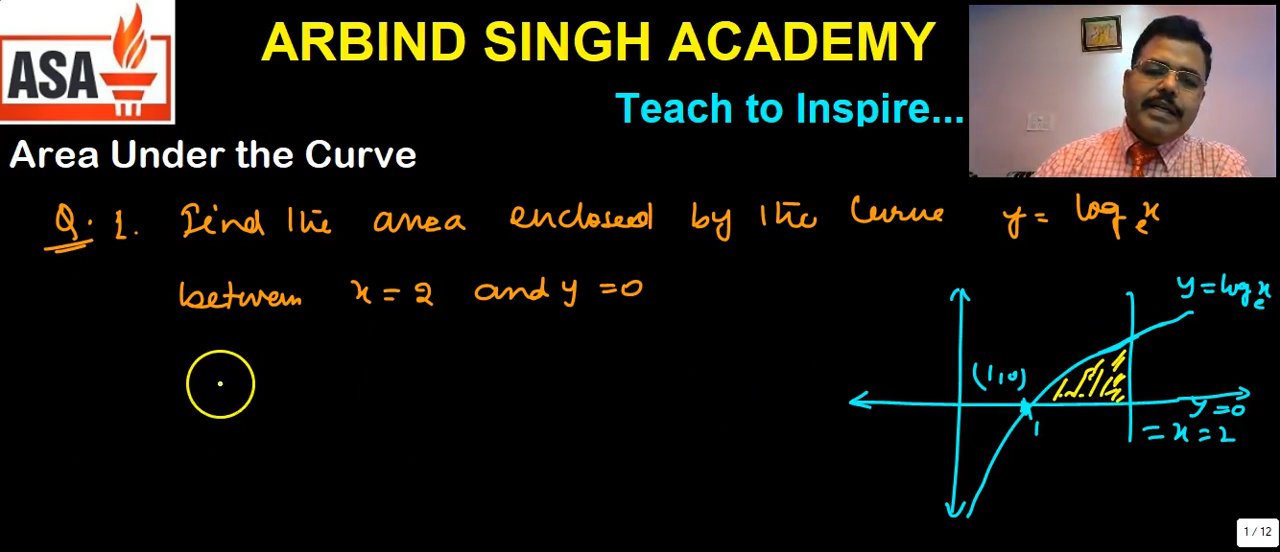 ASA
ARBIND SINGH ACADEMY
Teach to Inspire...
Area Under the Curve
Q. 1. Find the area enclosed by the curve y = logₑx
between x = 2 and y = 0
y = logₑx
(1,0)
1
y = 0
= x = 2
1 / 12